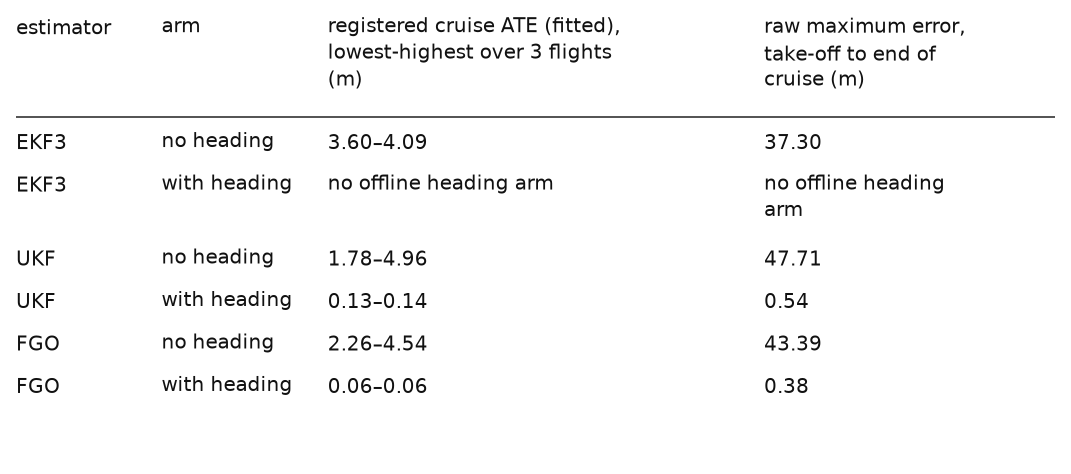 estimator arm registered cruise ATE (fitted), raw maximum error,
lowest-highest over 3 flights take-off to end of
(m) cruise (m)
EKF3 no heading 3.60–4.09 37.30
EKF3 with heading no offline heading arm no offline heading
arm
UKF no heading 1.78–4.96 47.71
UKF with heading 0.13–0.14 0.54
FGO no heading 2.26–4.54 43.39
FGO with heading 0.06–0.06 0.38